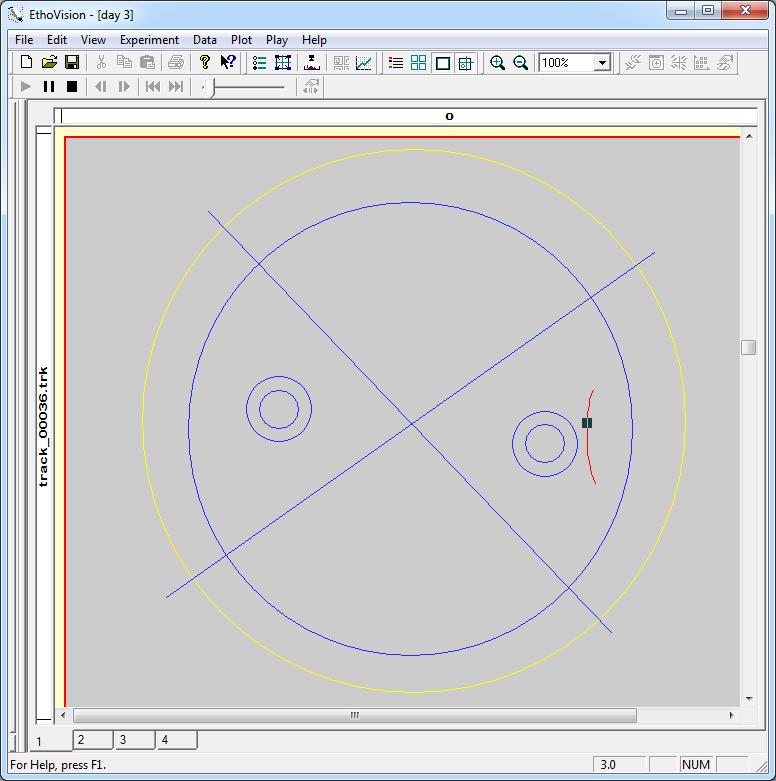 EthoVision - [day 3]
File Edit View Experiment Data Plot Play Help
100%
o
track_00036.trk
1 2 3 4
For Help, press F1. 3.0 NUM